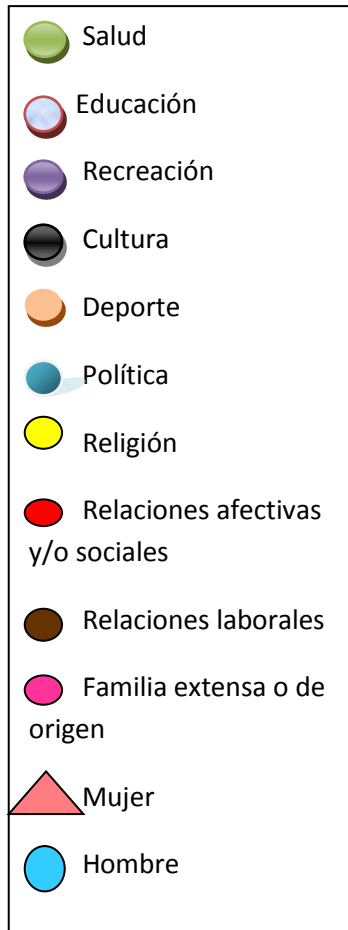 Salud
Educación
Recreación
Cultura
Deporte
Política
Religión
Relaciones afectivas
y/o sociales
Relaciones laborales
Familia extensa o de
origen
Mujer
Hombre